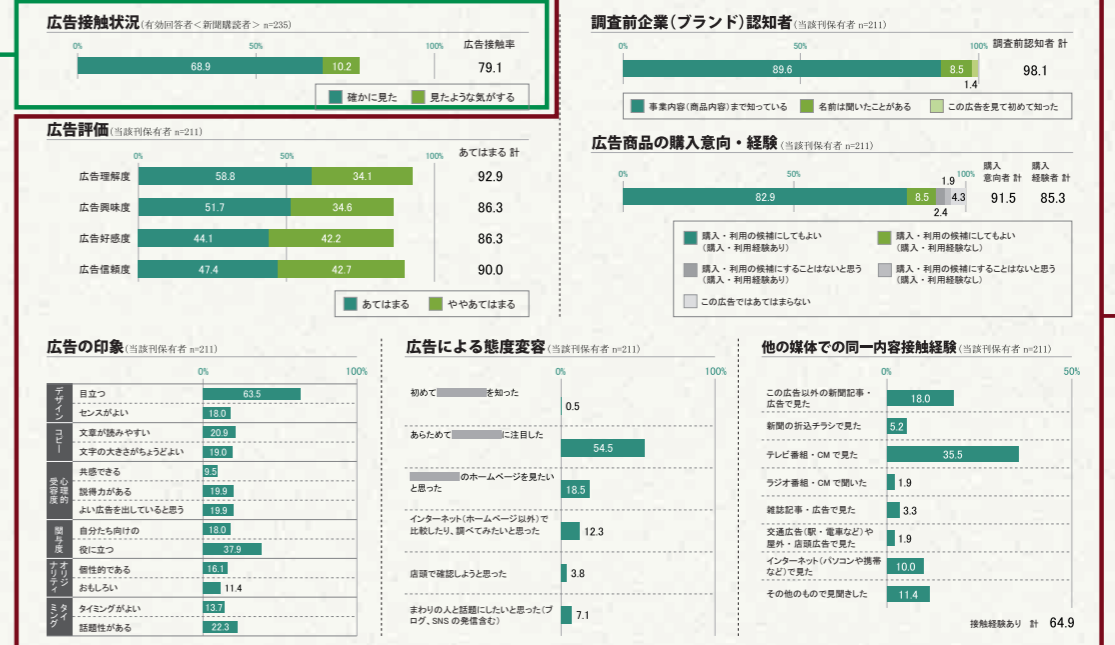 広告接触状況(有効回答者<新聞購読者> n=235)
0% 50% 100% 広告接触率
68.9 10.2 79.1
確かに見た 見たような気がする
調査前企業(ブランド)認知者(当該刊保有者 n=211)
0% 50% 100% 調査前認知者 計
89.6 8.5 98.1
1.4
事業内容(商品内容)まで知っている 名前は聞いたことがある この広告を見て初めて知った
広告評価(当該刊保有者 n=211)
0% 50% 100% あてはまる 計
広告理解度 58.8 34.1 92.9
広告興味度 51.7 34.6 86.3
広告好感度 44.1 42.2 86.3
広告信頼度 47.4 42.7 90.0
あてはまる ややあてはまる
広告商品の購入意向・経験(当該刊保有者 n=211)
購入 購入
0% 50% 100% 意向者 計 経験者 計
1.9
82.9 8.5 4.3 91.5 85.3
2.4
購入・利用の候補にしてもよい 購入・利用の候補にしてもよい
(購入・利用経験あり) (購入・利用経験なし)
購入・利用の候補にすることはないと思う 購入・利用の候補にすることはないと思う
(購入・利用経験あり) (購入・利用経験なし)
この広告ではあてはまらない
広告の印象(当該刊保有者 n=211)
0% 100%
デザイン
目立つ 63.5
センスがよい 18.0
コピー
文章が読みやすい 20.9
文字の大きさがちょうどよい 19.0
心理的
受容度
共感できる 9.5
説得力がある 19.9
よい広告を出していると思う 19.9
関与度
自分たち向けの 18.0
役に立つ 37.9
オリジ
ナリティ
個性的である 16.1
おもしろい 11.4
タイ
ミング
タイミングがよい 13.7
話題性がある 22.3
広告による態度変容(当該刊保有者 n=211)
0% 100%
初めて を知った
0.5
あらためて に注目した
54.5
のホームページを見たい
と思った 18.5
インターネット(ホームページ以外)で
比較したり、調べてみたいと思った 12.3
店頭で確認しようと思った 3.8
まわりの人と話題にしたいと思った(ブ
ログ、SNS の発信含む) 7.1
他の媒体での同一内容接触経験(当該刊保有者 n=211)
0% 50%
この広告以外の新聞記事・
広告で見た 18.0
新聞の折込チラシで見た 5.2
テレビ番組・CM で見た 35.5
ラジオ番組・CM で聞いた 1.9
雑誌記事・広告で見た 3.3
交通広告(駅・電車など)や
屋外・店頭広告で見た 1.9
インターネット(パソコンや携帯
など)で見た 10.0
その他のもので見聞きした 11.4
接触経験あり 計 64.9